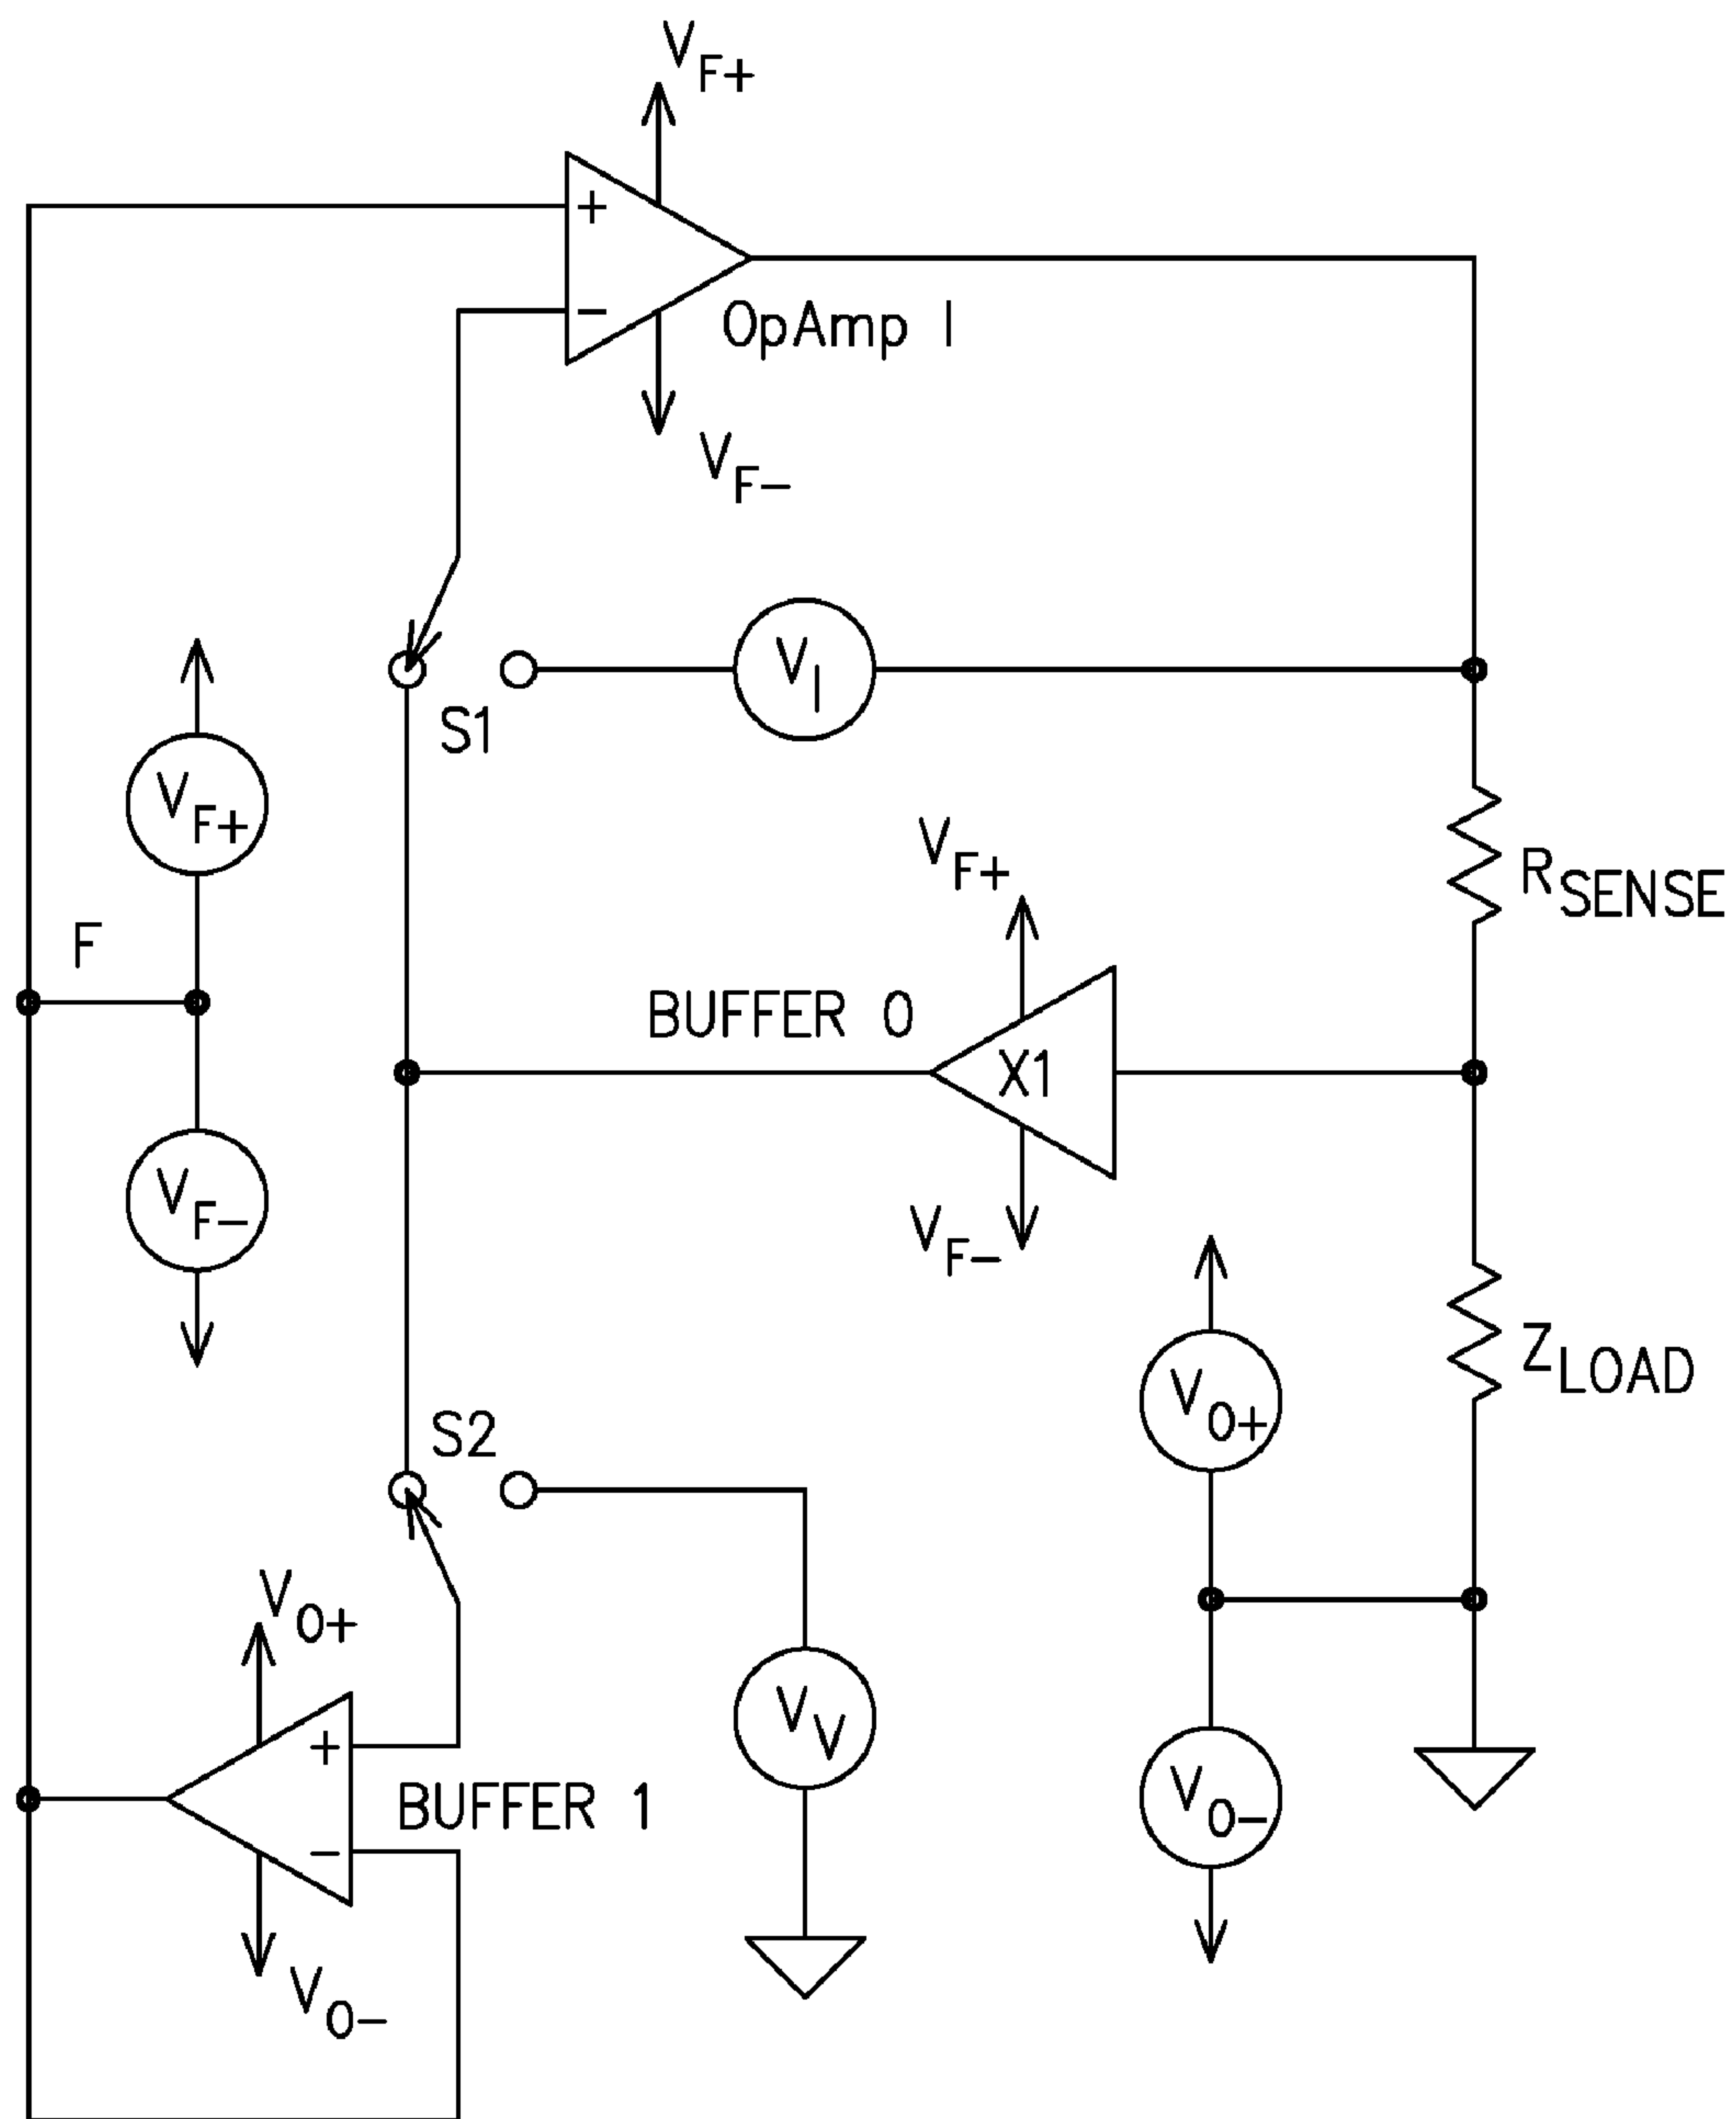 VF+
+
−
OpAmp I
VF−
VI
S1
VF+
VF+
RSENSE
F
BUFFER 0
X1
VF−
VF−
ZLOAD
VO+
S2
VO+
VV
+
BUFFER 1
VO−
−
VO−